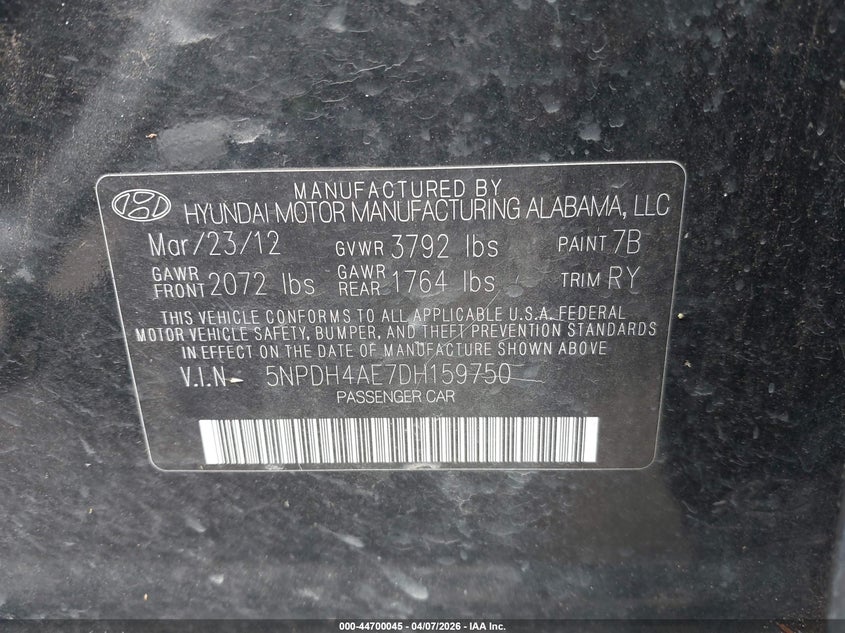 MANUFACTURED BY
HYUNDAI MOTOR MANUFACTURING ALABAMA, LLC
Mar/23/12 GVWR 3792 lbs PAINT 7B
GAWR FRONT 2072 lbs GAWR REAR 1764 lbs TRIM RY
THIS VEHICLE CONFORMS TO ALL APPLICABLE U.S.A. FEDERAL
MOTOR VEHICLE SAFETY, BUMPER, AND THEFT PREVENTION STANDARDS
IN EFFECT ON THE DATE OF MANUFACTURE SHOWN ABOVE.
V.I.N 5NPDH4AE7DH159750
PASSENGER CAR
000-44700045 - 04/07/2026 - IAA Inc.